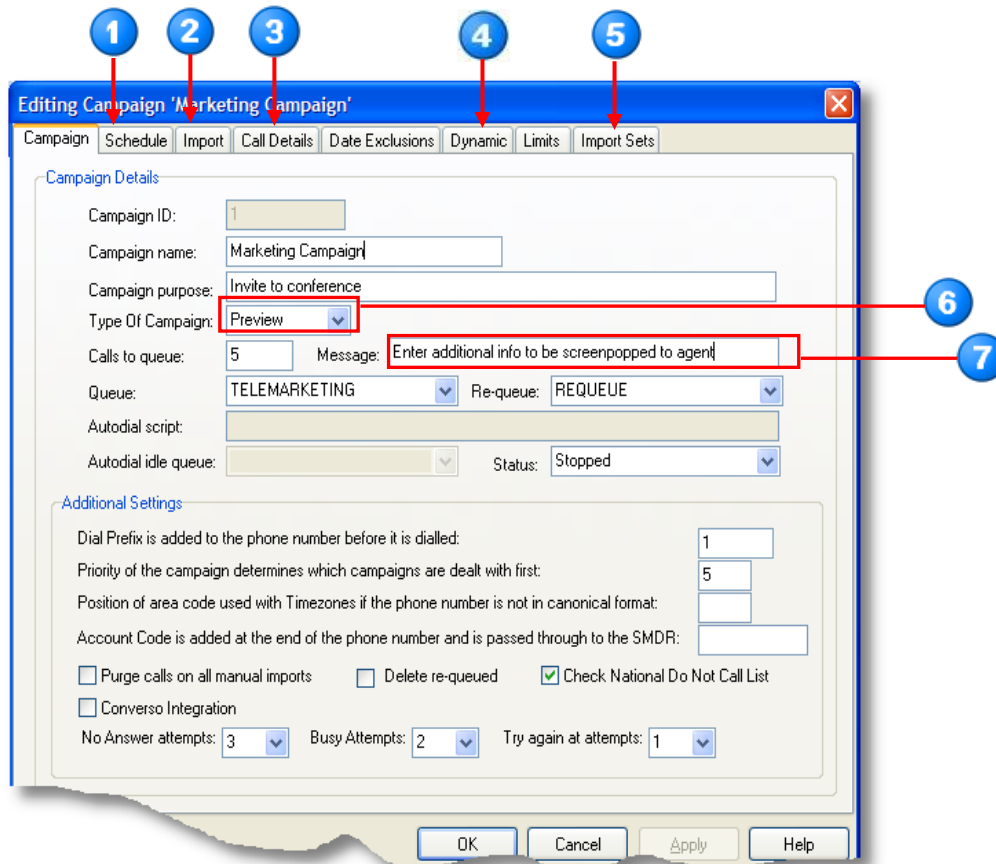 1 2 3 4 5
Editing Campaign 'Marketing Campaign'
Campaign Schedule Import Call Details Date Exclusions Dynamic Limits Import Sets
Campaign Details
Campaign ID: 1
Campaign name: Marketing Campaign
Campaign purpose: Invite to conference
Type Of Campaign: Preview
6
Calls to queue: 5 Message: Enter additional info to be screenpopped to agent
7
Queue: TELEMARKETING Re-queue: REQUEUE
Autodial script:
Autodial idle queue: Status: Stopped
Additional Settings
Dial Prefix is added to the phone number before it is dialled: 1
Priority of the campaign determines which campaigns are dealt with first: 5
Position of area code used with Timezones if the phone number is not in canonical format:
Account Code is added at the end of the phone number and is passed through to the SMDR:
Purge calls on all manual imports Delete re-queued Check National Do Not Call List
Converso Integration
No Answer attempts: 3 Busy Attempts: 2 Try again at attempts: 1
OK Cancel Apply Help